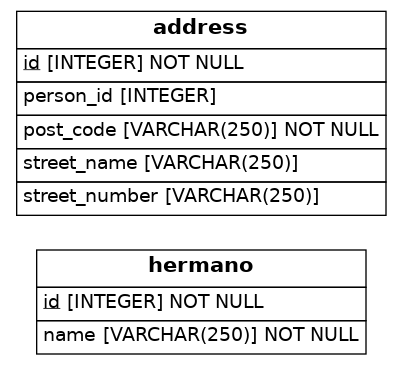 address
id [INTEGER] NOT NULL
person_id [INTEGER]
post_code [VARCHAR(250)] NOT NULL
street_name [VARCHAR(250)]
street_number [VARCHAR(250)]
hermano
id [INTEGER] NOT NULL
name [VARCHAR(250)] NOT NULL